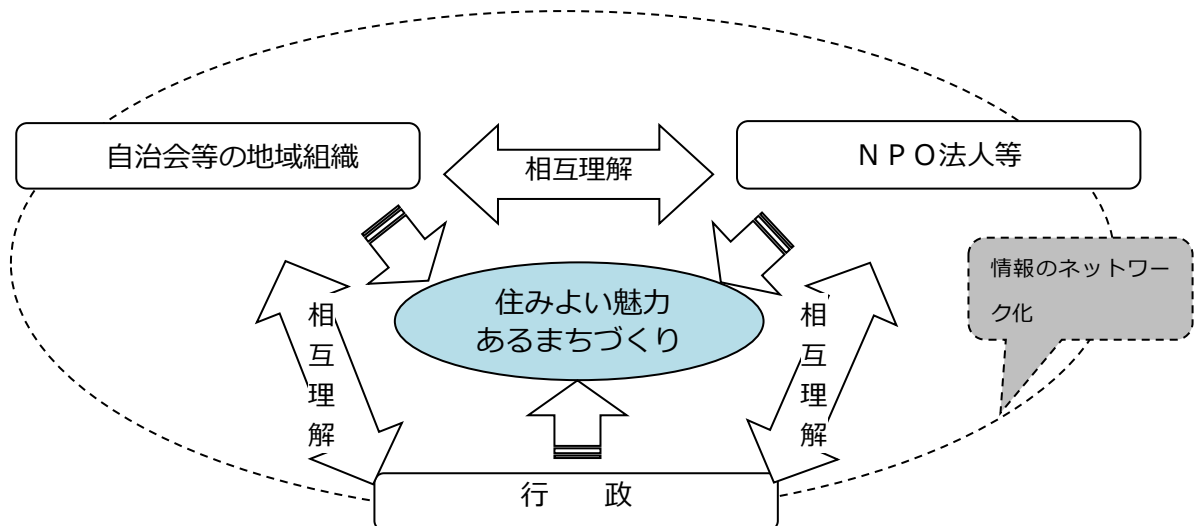 自治会等の地域組織
相互理解
ＮＰＯ法人等
情報のネットワー
ク化
住みよい魅力
あるまちづくり
相互理解
相互理解
行　　政